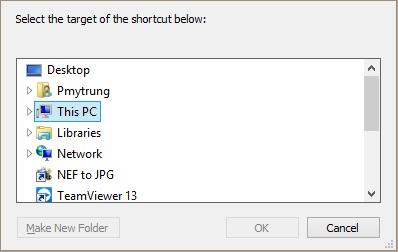 Select the target of the shortcut below:
Desktop
Pmytrung
This PC
Libraries
Network
NEF to JPG
TeamViewer 13
Make New Folder
OK
Cancel